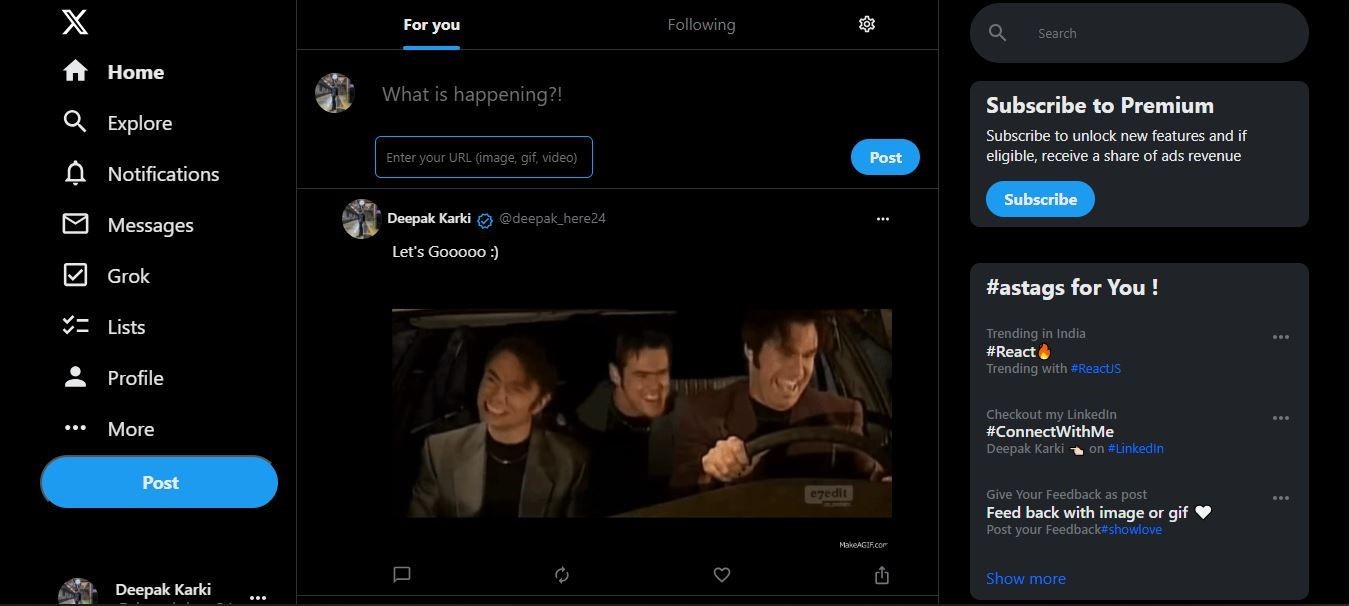 Home
Explore
Notifications
Messages
Grok
Lists
Profile
More
Post
Deepak Karki
For you
Following
What is happening?!
Enter your URL (image, gif, video)
Post
Deepak Karki @deepak_here24
Let's Gooooo :)
e7edit
MakeAGIF.com
Search
Subscribe to Premium
Subscribe to unlock new features and if
eligible, receive a share of ads revenue
Subscribe
#astags for You !
Trending in India
#React🔥
Trending with #ReactJS
Checkout my LinkedIn
#ConnectWithMe
Deepak Karki 👈🏻 on #LinkedIn
Give Your Feedback as post
Feed back with image or gif 🤍
Post your Feedback#showlove
Show more